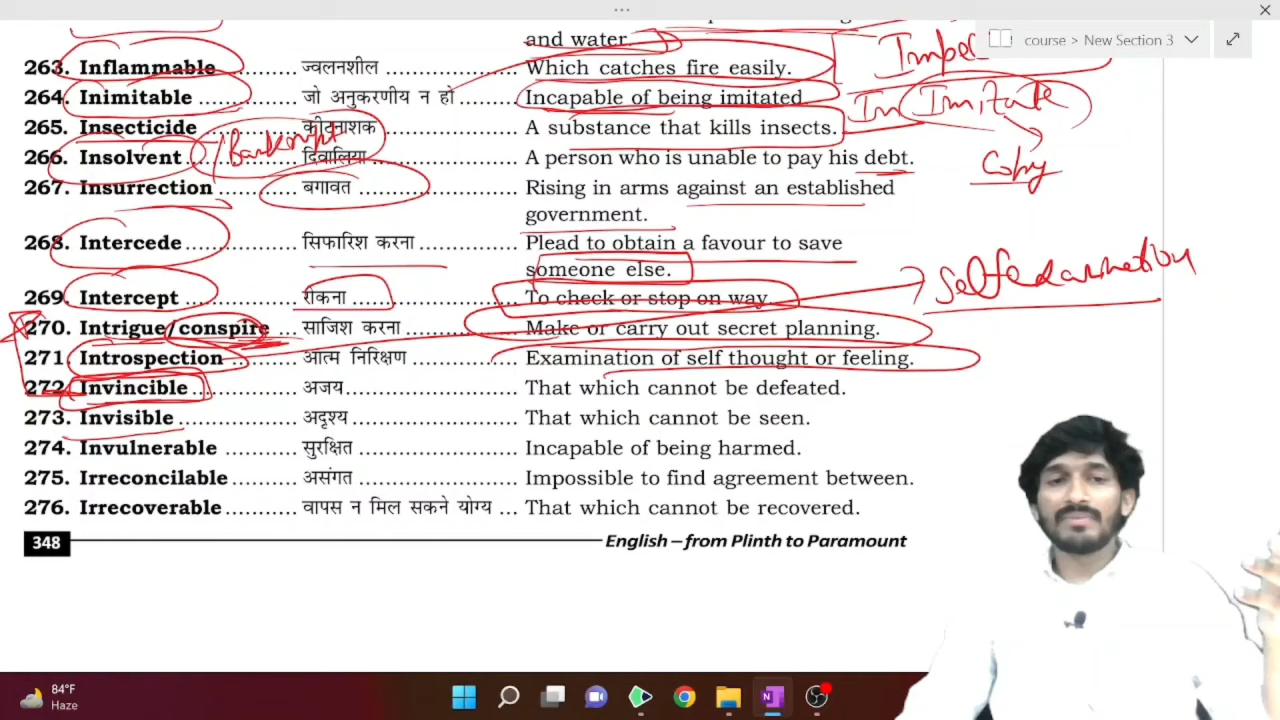 course > New Section 3
and water.
Imbe
263. Inflammable .......... ज्वलनशील .................... Which catches fire easily.
264. Inimitable .............. जो अनुकरणीय न हो ......... Incapable of being imitated
In Imitate
265. Insecticide ............. कीटनाशक .................... A substance that kills insects.
Bankrupt
266. Insolvent ............... दिवालिया ..................... A person who is unable to pay his debt.
Copy
267. Insurrection ........... बगावत ........................ Rising in arms against an established
government.
268. Intercede ............... सिफारिश करना .............. Plead to obtain a favour to save
someone else.
Self examination
269. Intercept ............... रोकना ........................ To check or stop on way.
270. Intrigue/conspire ... साजिश करना ................. Make or carry out secret planning.
271. Introspection .......... आत्म निरिक्षण ................ Examination of self thought or feeling.
272. Invincible ............... अजय .......................... That which cannot be defeated.
273. Invisible ................. अदृश्य ......................... That which cannot be seen.
274. Invulnerable ........... सुरक्षित ....................... Incapable of being harmed.
275. Irreconcilable .......... असंगत ....................... Impossible to find agreement between.
276. Irrecoverable ........... वापस न मिल सकने योग्य ... That which cannot be recovered.
348 English – from Plinth to Paramount
84°F
Haze